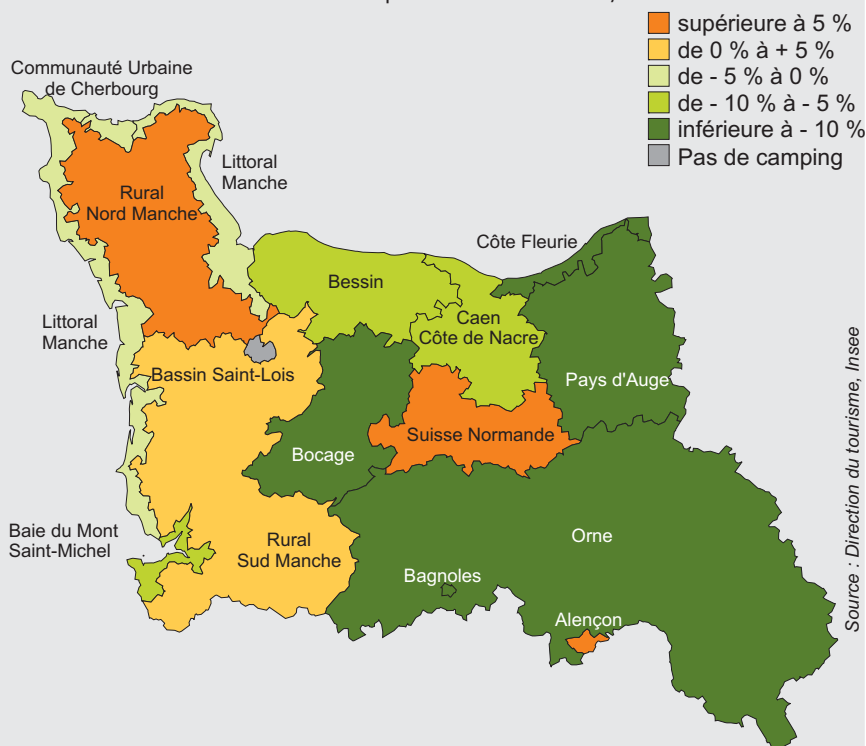 supérieure à 5 %
de 0 % à + 5 %
de - 5 % à 0 %
de - 10 % à - 5 %
inférieure à - 10 %
Pas de camping
Communauté Urbaine
de Cherbourg
Littoral
Manche
Rural
Nord Manche
Côte Fleurie
Bessin
Caen
Côte de Nacre
Littoral
Manche
Bassin Saint-Lois
Pays d'Auge
Suisse Normande
Bocage
Baie du Mont
Saint-Michel
Rural
Sud Manche
Orne
Bagnoles
Alençon
Source : Direction du tourisme, Insee